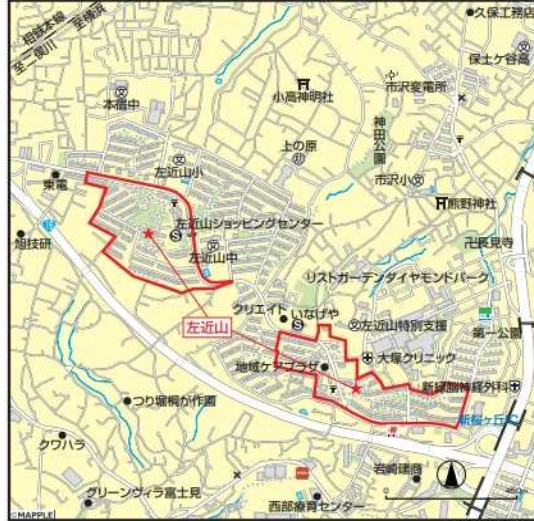 相鉄本線
至横浜
至二俣川
久保工務店
保土ケ谷高
本宿中
小高神明社
市沢変電所
神田公園
上の原
東電
左近山小
市沢小
熊野神社
16
左近山ショッピングセンター
旭技研
S
左近山中
卍長見寺
リストガーデンダイヤモンドパーク
クリエイト
いなげや
S
左近山特別支援
第一公園
左近山
大塚クリニック
地域ケアプラザ
つり堀桐が作園
新桜ヶ丘IC
クワハラ
岩崎建商
グリーンヴィラ富士見
西部療育センター
0
450m
©MAPPLE